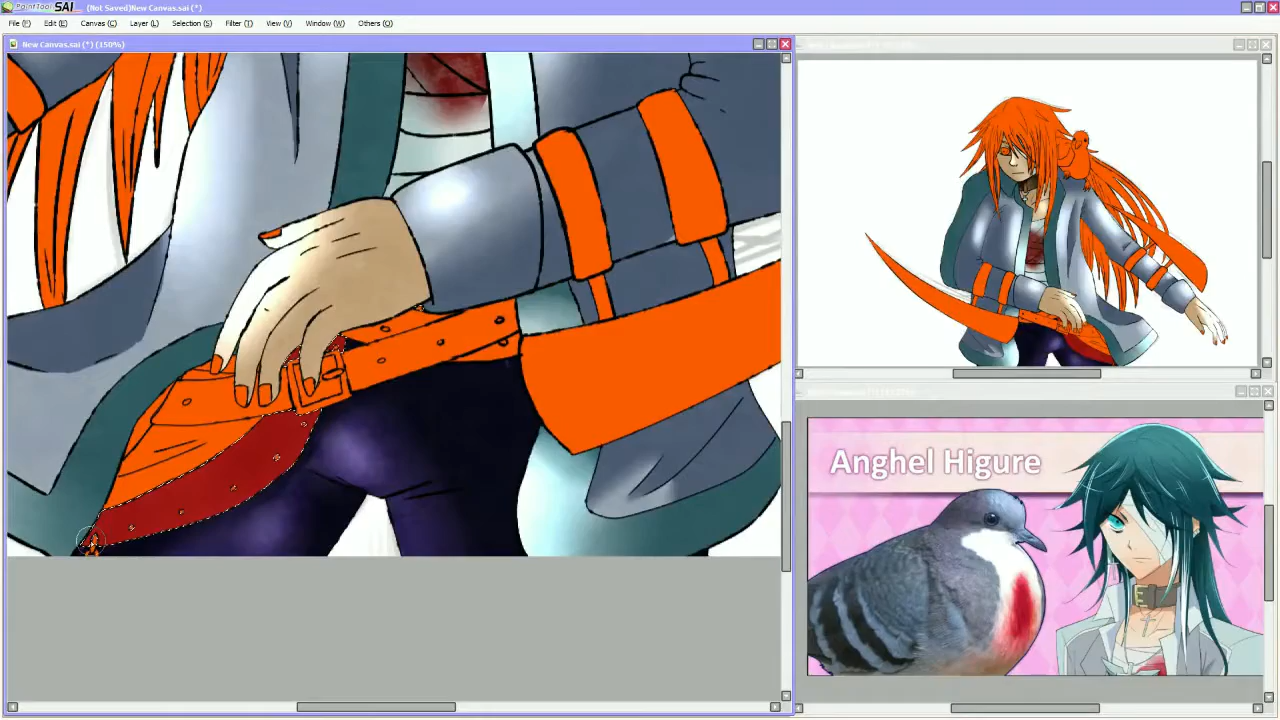 PaintTool SAI (Not Saved)New Canvas.sai (*)
File (F) Edit (E) Canvas (C) Layer (L) Selection (S) Filter (T) View (V) Window (W) Others (O)
New Canvas.sai (*) (150%)
Anghel Higure